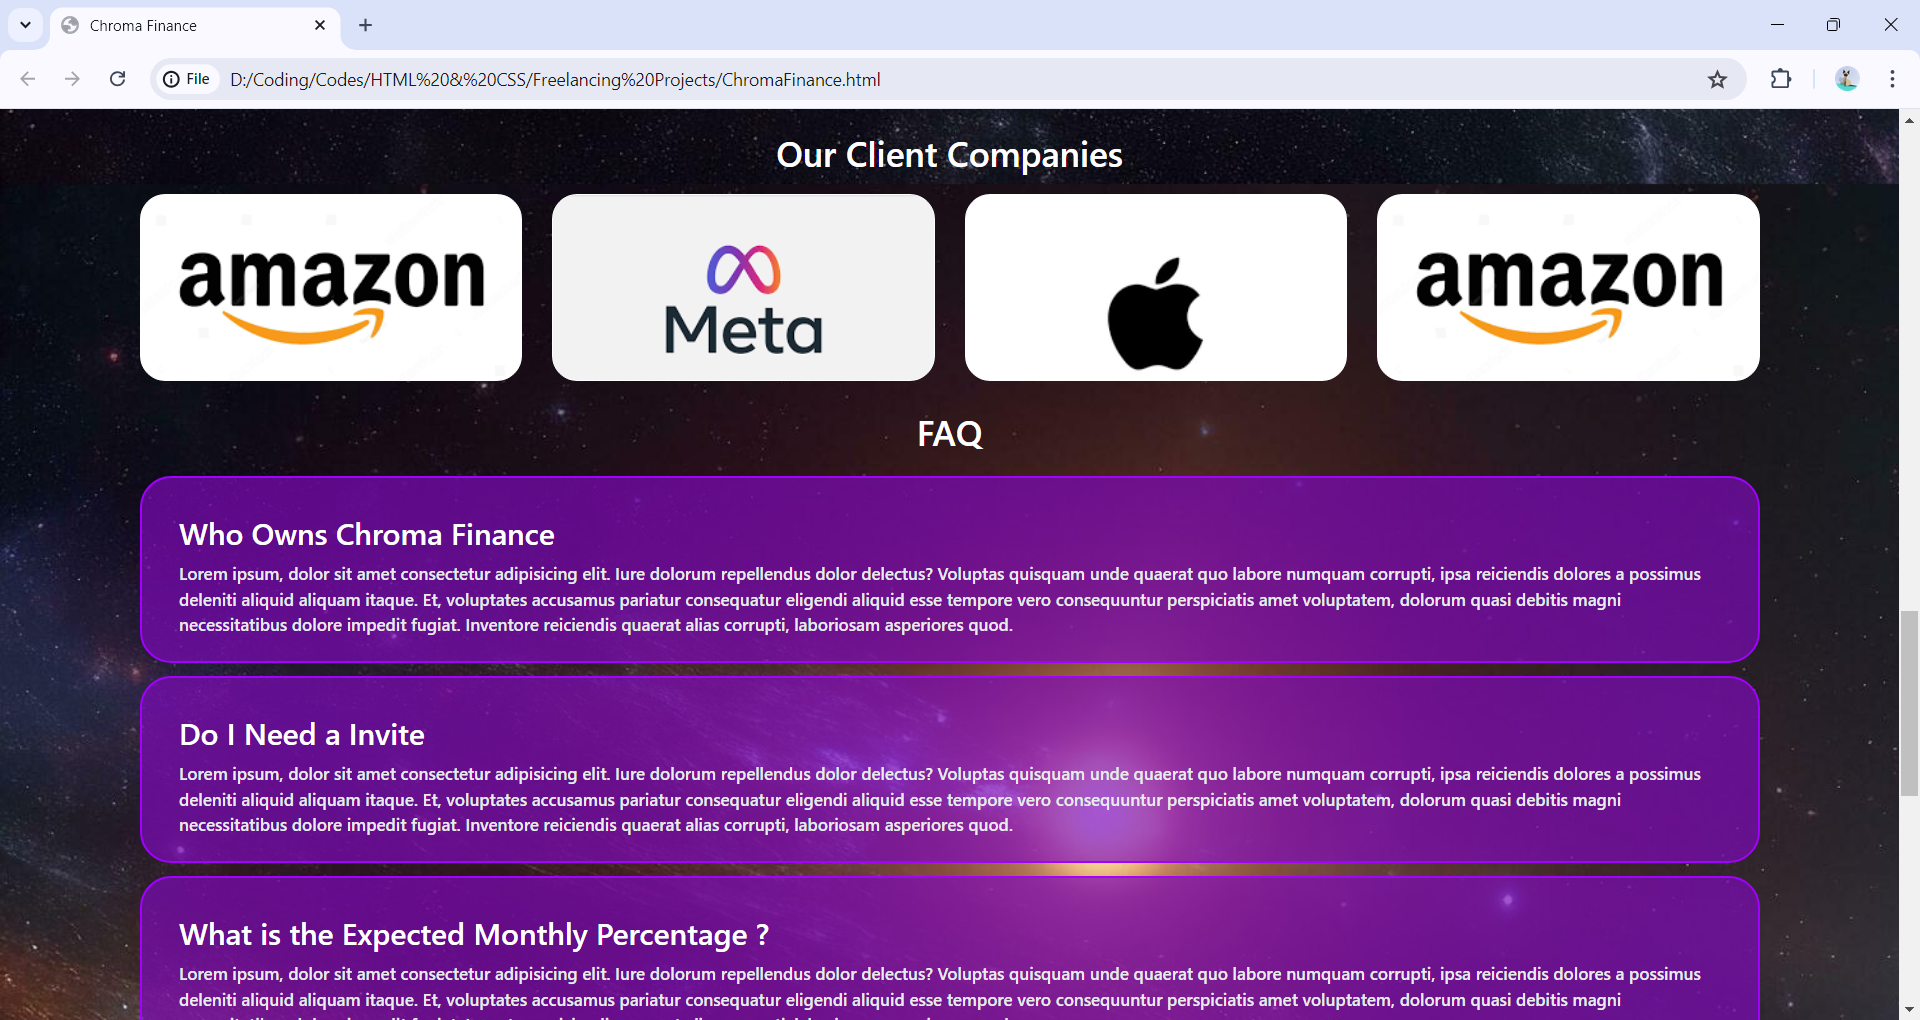 Chroma Finance
File
D:/Coding/Codes/HTML%20&%20CSS/Freelancing%20Projects/ChromaFinance.html
Our Client Companies
amazon
Meta
amazon
FAQ
Who Owns Chroma Finance
Lorem ipsum, dolor sit amet consectetur adipisicing elit. Iure dolorum repellendus dolor delectus? Voluptas quisquam unde quaerat quo labore numquam corrupti, ipsa reiciendis dolores a possimus
deleniti aliquid aliquam itaque. Et, voluptates accusamus pariatur consequatur eligendi aliquid esse tempore vero consequuntur perspiciatis amet voluptatem, dolorum quasi debitis magni
necessitatibus dolore impedit fugiat. Inventore reiciendis quaerat alias corrupti, laboriosam asperiores quod.
Do I Need a Invite
Lorem ipsum, dolor sit amet consectetur adipisicing elit. Iure dolorum repellendus dolor delectus? Voluptas quisquam unde quaerat quo labore numquam corrupti, ipsa reiciendis dolores a possimus
deleniti aliquid aliquam itaque. Et, voluptates accusamus pariatur consequatur eligendi aliquid esse tempore vero consequuntur perspiciatis amet voluptatem, dolorum quasi debitis magni
necessitatibus dolore impedit fugiat. Inventore reiciendis quaerat alias corrupti, laboriosam asperiores quod.
What is the Expected Monthly Percentage ?
Lorem ipsum, dolor sit amet consectetur adipisicing elit. Iure dolorum repellendus dolor delectus? Voluptas quisquam unde quaerat quo labore numquam corrupti, ipsa reiciendis dolores a possimus
deleniti aliquid aliquam itaque. Et, voluptates accusamus pariatur consequatur eligendi aliquid esse tempore vero consequuntur perspiciatis amet voluptatem, dolorum quasi debitis magni